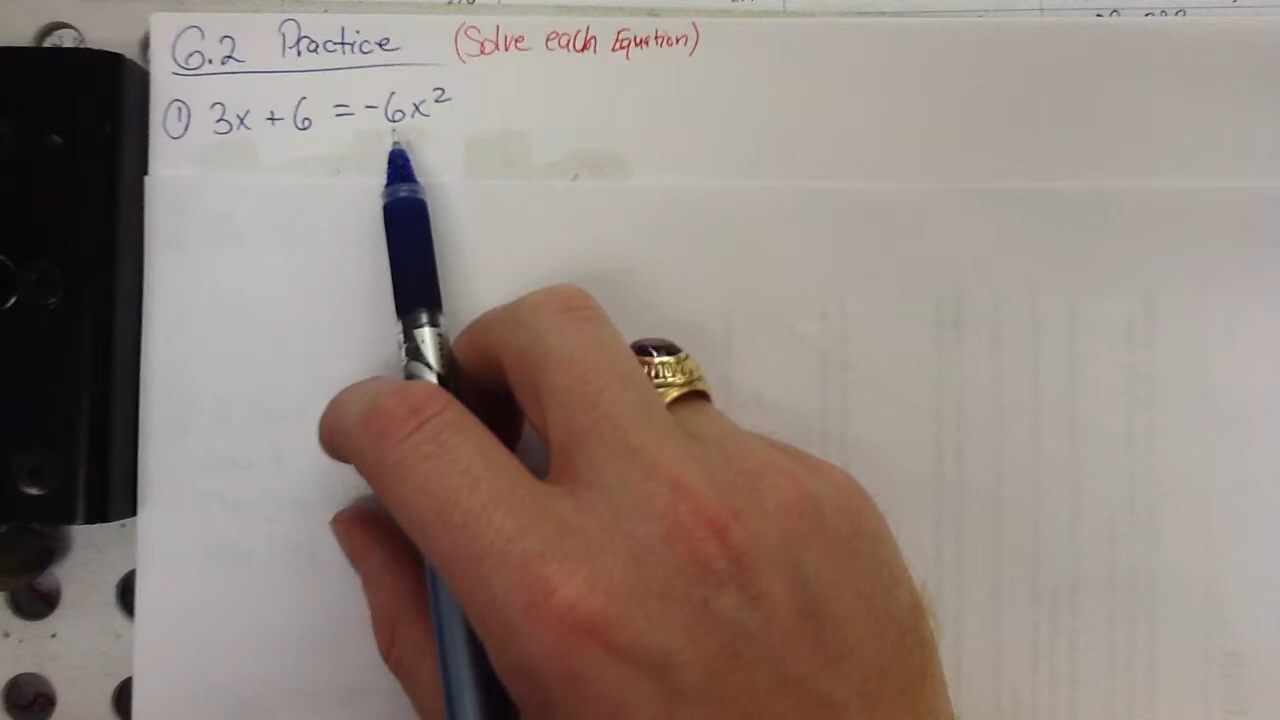 6.2 Practice (Solve each Equation)
① 3x + 6 = -6x²